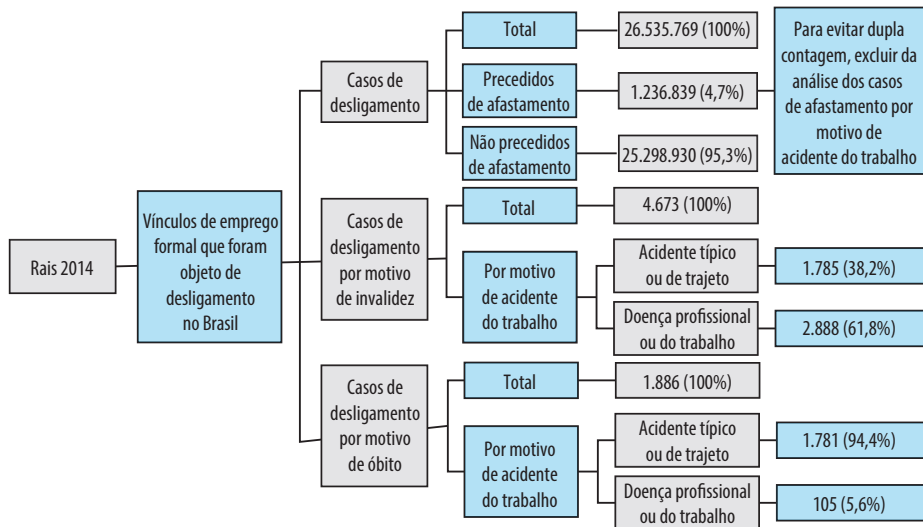 Rais 2014
Vínculos de emprego
formal que foram
objeto de
desligamento
no Brasil
Casos de
desligamento
Total
26.535.769 (100%)
Precedidos
de afastamento
1.236.839 (4,7%)
Para evitar dupla
contagem, excluir da
análise dos casos
de afastamento por
motivo de
acidente do trabalho
Não precedidos
de afastamento
25.298.930 (95,3%)
Casos de
desligamento
por motivo
de invalidez
Total
4.673 (100%)
Por motivo
de acidente
do trabalho
Acidente típico
ou de trajeto
1.785 (38,2%)
Doença profissional
ou do trabalho
2.888 (61,8%)
Casos de
desligamento
por motivo
de óbito
Total
1.886 (100%)
Por motivo
de acidente
do trabalho
Acidente típico
ou de trajeto
1.781 (94,4%)
Doença profissional
ou do trabalho
105 (5,6%)